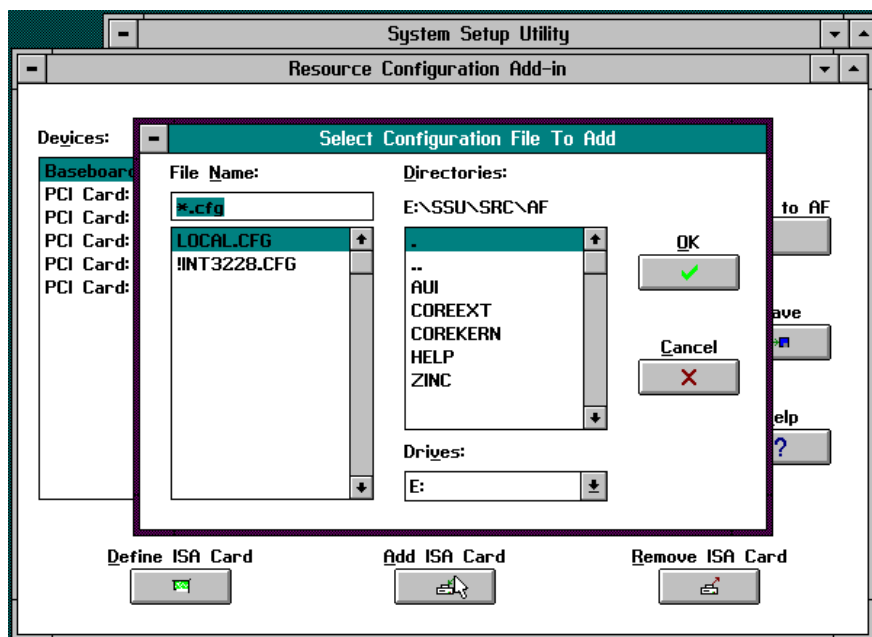 System Setup Utility
Resource Configuration Add-in
Devices:
Baseboard
PCI Card:
PCI Card:
PCI Card:
PCI Card:
PCI Card:
Select Configuration File To Add
File Name:
*.cfg
LOCAL.CFG
!INT3228.CFG
Directories:
E:\SSU\SRC\AF
.
..
AUI
COREEXT
COREKERN
HELP
ZINC
Drives:
E:
OK
Cancel
to AF
ave
elp
?
Define ISA Card
Add ISA Card
Remove ISA Card